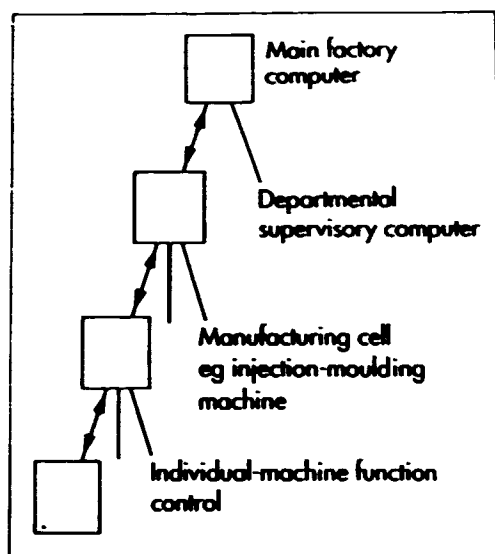 Main factory
computer
Departmental
supervisory computer
Manufacturing cell
eg injection-moulding
machine
Individual-machine function
control